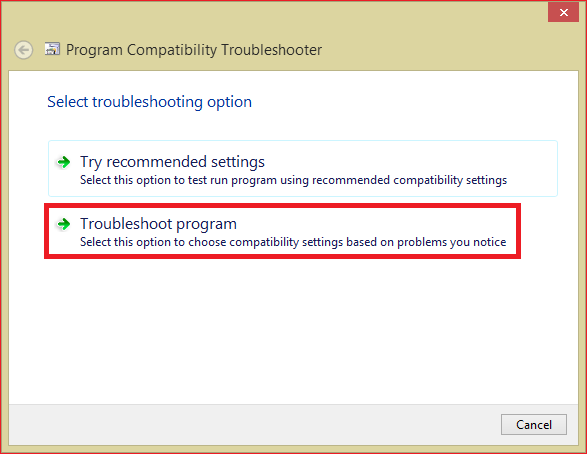 Program Compatibility Troubleshooter
Select troubleshooting option
Try recommended settings
Select this option to test run program using recommended compatibility settings
Troubleshoot program
Select this option to choose compatibility settings based on problems you notice
Cancel